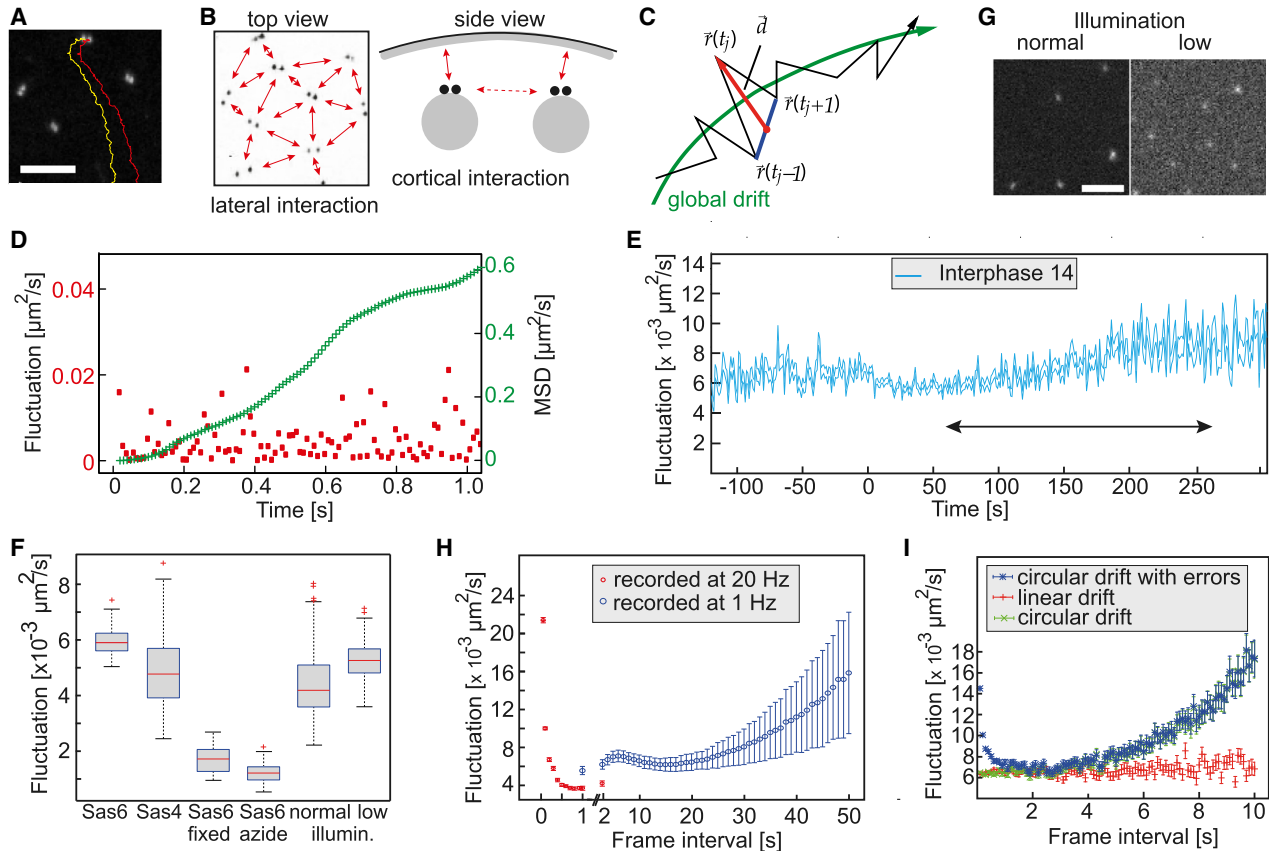 A
B
top view
side view
lateral interaction
cortical interaction
C
r⃗(tj)
d⃗
r⃗(tj+1)
r⃗(tj−1)
global drift
G
Illumination
normal
low
D
Fluctuation [µm²/s]
0.04
0.02
0
0.6
0.4
0.2
0
MSD [µm²/s]
0
0.2
0.4
0.6
0.8
1.0
Time [s]
E
Fluctuation [x 10⁻³ µm²/s]
14
12
10
8
6
4
2
Interphase 14
-100
-50
0
50
100
150
200
250
Time [s]
F
Fluctuation [x10⁻³ µm²/s]
8
6
4
2
Sas6
Sas4
Sas6 fixed
Sas6 azide
normal low
illumin.
H
Fluctuation [x 10⁻³ µm²/s]
24
20
16
12
8
4
recorded at 20 Hz
recorded at 1 Hz
0
1
2
10
20
30
40
50
Frame interval [s]
I
Fluctuation [x 10⁻³ µm²/s]
18
16
14
12
10
8
6
circular drift with errors
linear drift
circular drift
0
2
4
6
8
10
Frame interval [s]